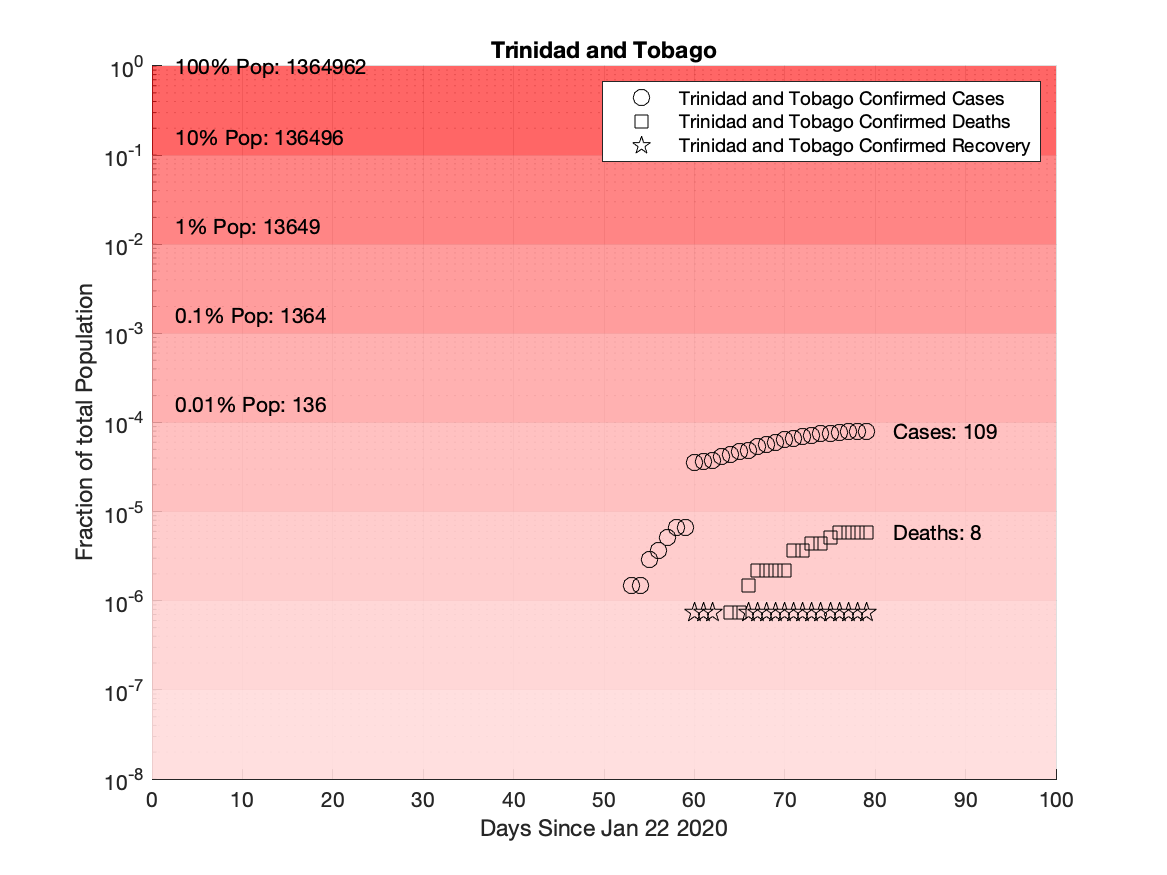 Trinidad and Tobago
10^0
100% Pop: 1364962
Trinidad and Tobago Confirmed Cases
Trinidad and Tobago Confirmed Deaths
Trinidad and Tobago Confirmed Recovery
10% Pop: 136496
10^-1
1% Pop: 13649
10^-2
0.1% Pop: 1364
10^-3
0.01% Pop: 136
10^-4
Cases: 109
10^-5
Deaths: 8
10^-6
10^-7
10^-8
Fraction of total Population
0 10 20 30 40 50 60 70 80 90 100
Days Since Jan 22 2020